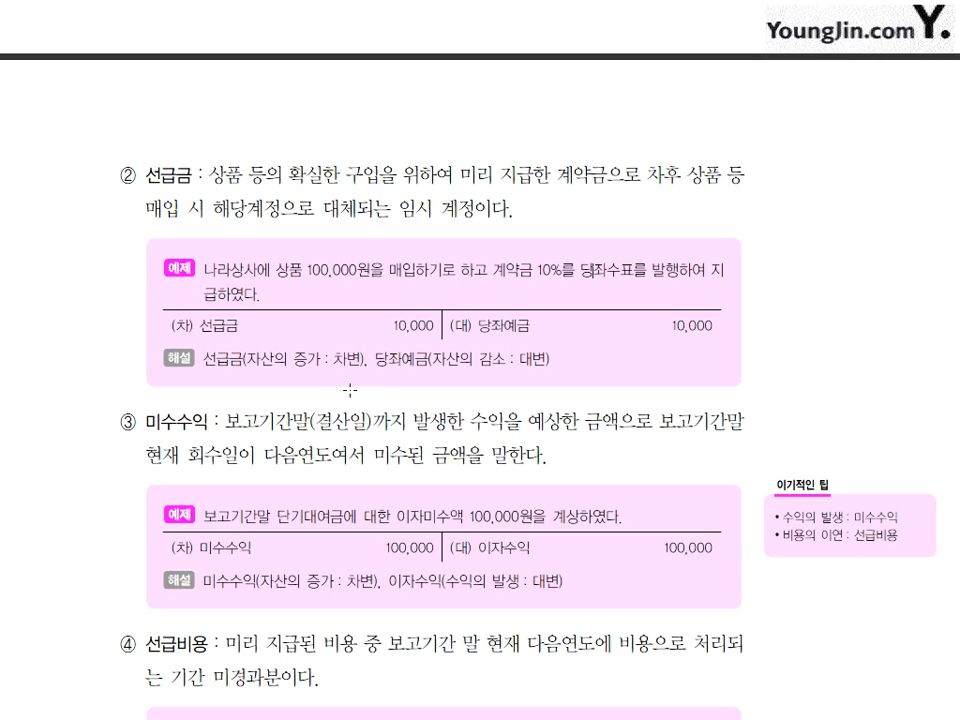 YoungJin.com Y.
② 선급금 : 상품 등의 확실한 구입을 위하여 미리 지급한 계약금으로 차후 상품 등
매입 시 해당계정으로 대체되는 임시 계정이다.
예제 나라상사에 상품 100,000원을 매입하기로 하고 계약금 10%를 당좌수표를 발행하여 지
급하였다.
(차) 선급금 10,000 (대) 당좌예금 10,000
해설 선급금(자산의 증가 : 차변), 당좌예금(자산의 감소 : 대변)
③ 미수수익 : 보고기간말(결산일)까지 발생한 수익을 예상한 금액으로 보고기간말
현재 회수일이 다음연도여서 미수된 금액을 말한다.
이기적인 팁
예제 보고기간말 단기대여금에 대한 이자미수액 100,000원을 계상하였다.
• 수익의 발생 : 미수수익
• 비용의 이연 : 선급비용
(차) 미수수익 100,000 (대) 이자수익 100,000
해설 미수수익(자산의 증가 : 차변), 이자수익(수익의 발생 : 대변)
④ 선급비용 : 미리 지급된 비용 중 보고기간 말 현재 다음연도에 비용으로 처리되
는 기간 미경과분이다.